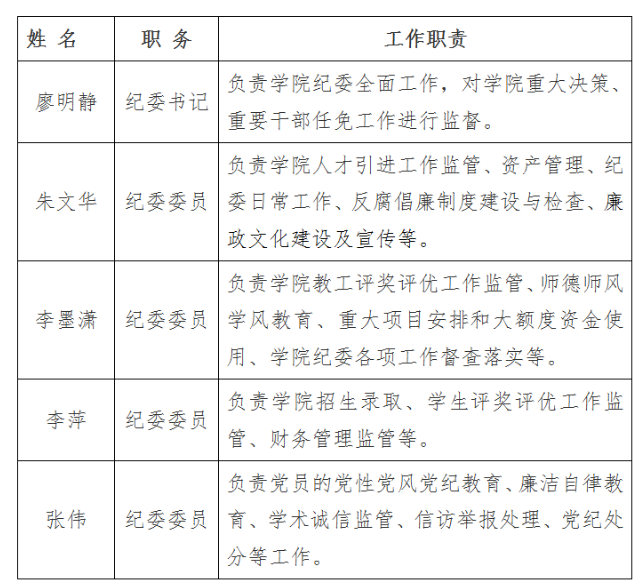 姓 名 职 务 工作职责
廖明静 纪委书记 负责学院纪委全面工作，对学院重大决策、
重要干部任免工作进行监督。
朱文华 纪委委员 负责学院人才引进工作监管、资产管理、纪
委日常工作、反腐倡廉制度建设与检查、廉
政文化建设及宣传等。
李墨潇 纪委委员 负责学院教工评奖评优工作监管、师德师风
学风教育、重大项目安排和大额度资金使
用、学院纪委各项工作督查落实等。
李萍 纪委委员 负责学院招生录取、学生评奖评优工作监
管、财务管理监管等。
张伟 纪委委员 负责党员的党性党风党纪教育、廉洁自律教
育、学术诚信监管、信访举报处理、党纪处
分等工作。